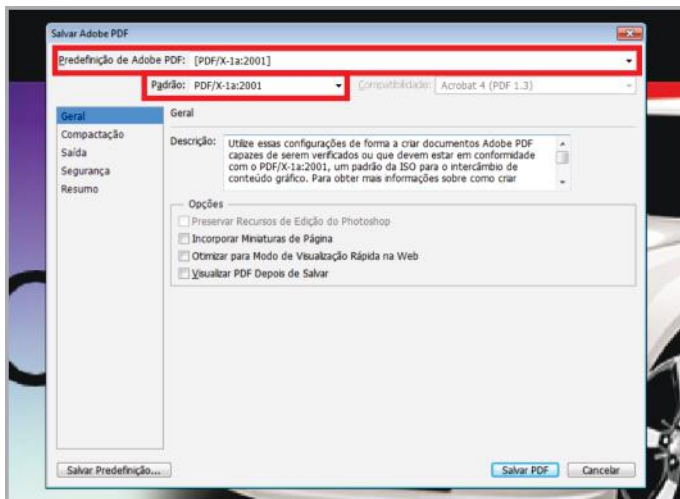 Salvar Adobe PDF
Predefinição de Adobe PDF: [PDF/X-1a:2001]
Padrão: PDF/X-1a:2001 Compatibilidade: Acrobat 4 (PDF 1.3)
Geral
Compactação
Saída
Segurança
Resumo
Geral
Descrição: Utilize essas configurações de forma a criar documentos Adobe PDF
capazes de serem verificados ou que devem estar em conformidade
com o PDF/X-1a:2001, um padrão da ISO para o intercâmbio de
conteúdo gráfico. Para obter mais informações sobre como criar
Opções
Preservar Recursos de Edição do Photoshop
Incorporar Miniaturas de Página
Otimizar para Modo de Visualização Rápida na Web
Visualizar PDF Depois de Salvar
Salvar Predefinição... Salvar PDF Cancelar